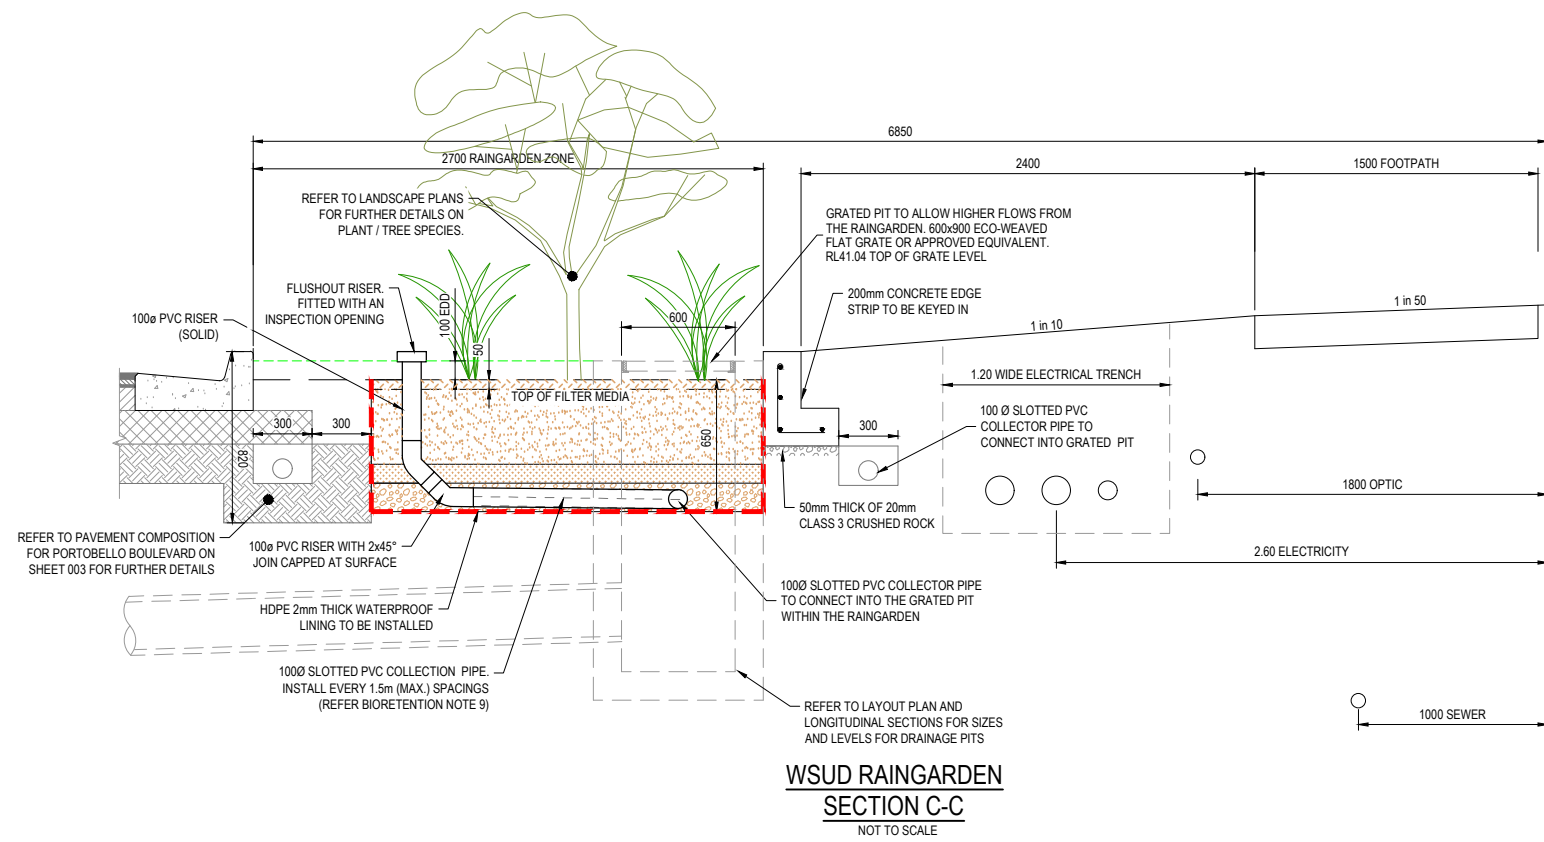 6850
2700 RAINGARDEN ZONE
2400
1500 FOOTPATH
REFER TO LANDSCAPE PLANS
FOR FURTHER DETAILS ON
PLANT / TREE SPECIES.
GRATED PIT TO ALLOW HIGHER FLOWS FROM
THE RAINGARDEN. 600x900 ECO-WEAVED
FLAT GRATE OR APPROVED EQUIVALENT.
RL41.04 TOP OF GRATE LEVEL
FLUSHOUT RISER.
FITTED WITH AN
INSPECTION OPENING
100ø PVC RISER
(SOLID)
100 EDD
50
600
200mm CONCRETE EDGE
STRIP TO BE KEYED IN
1 in 10
1 in 50
TOP OF FILTER MEDIA
1.20 WIDE ELECTRICAL TRENCH
300
300
820
650
300
100 Ø SLOTTED PVC
COLLECTOR PIPE TO
CONNECT INTO GRATED PIT
1800 OPTIC
50mm THICK OF 20mm
CLASS 3 CRUSHED ROCK
REFER TO PAVEMENT COMPOSITION
FOR PORTOBELLO BOULEVARD ON
SHEET 003 FOR FURTHER DETAILS
100ø PVC RISER WITH 2x45°
JOIN CAPPED AT SURFACE
2.60 ELECTRICITY
HDPE 2mm THICK WATERPROOF
LINING TO BE INSTALLED
100Ø SLOTTED PVC COLLECTOR PIPE
TO CONNECT INTO THE GRATED PIT
WITHIN THE RAINGARDEN
100Ø SLOTTED PVC COLLECTION PIPE.
INSTALL EVERY 1.5m (MAX.) SPACINGS
(REFER BIORETENTION NOTE 9)
REFER TO LAYOUT PLAN AND
LONGITUDINAL SECTIONS FOR SIZES
AND LEVELS FOR DRAINAGE PITS
1000 SEWER
WSUD RAINGARDEN
SECTION C-C
NOT TO SCALE